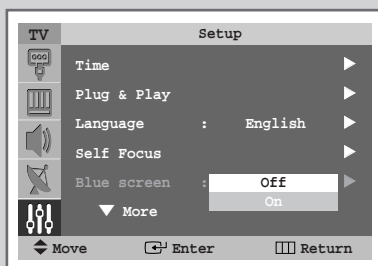 TV Setup
Time
Plug & Play
Language : English
Self Focus
Blue screen : Off
On
More
Move Enter Return